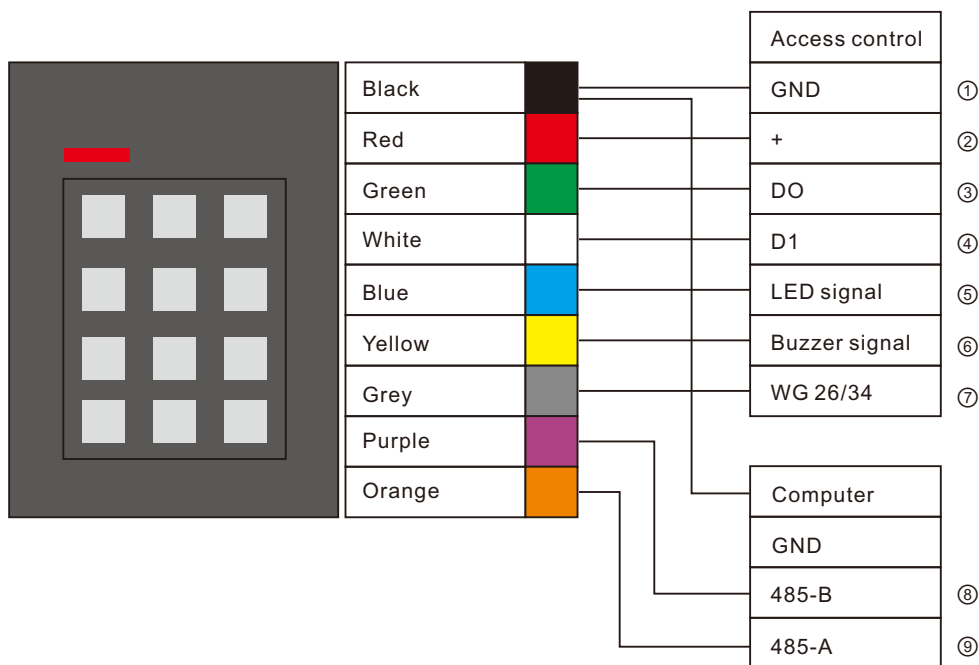 Access control
Black
GND
①
Red
+
②
Green
DO
③
White
D1
④
Blue
LED signal
⑤
Yellow
Buzzer signal
⑥
Grey
WG 26/34
⑦
Purple
Orange
Computer
GND
485-B
⑧
485-A
⑨